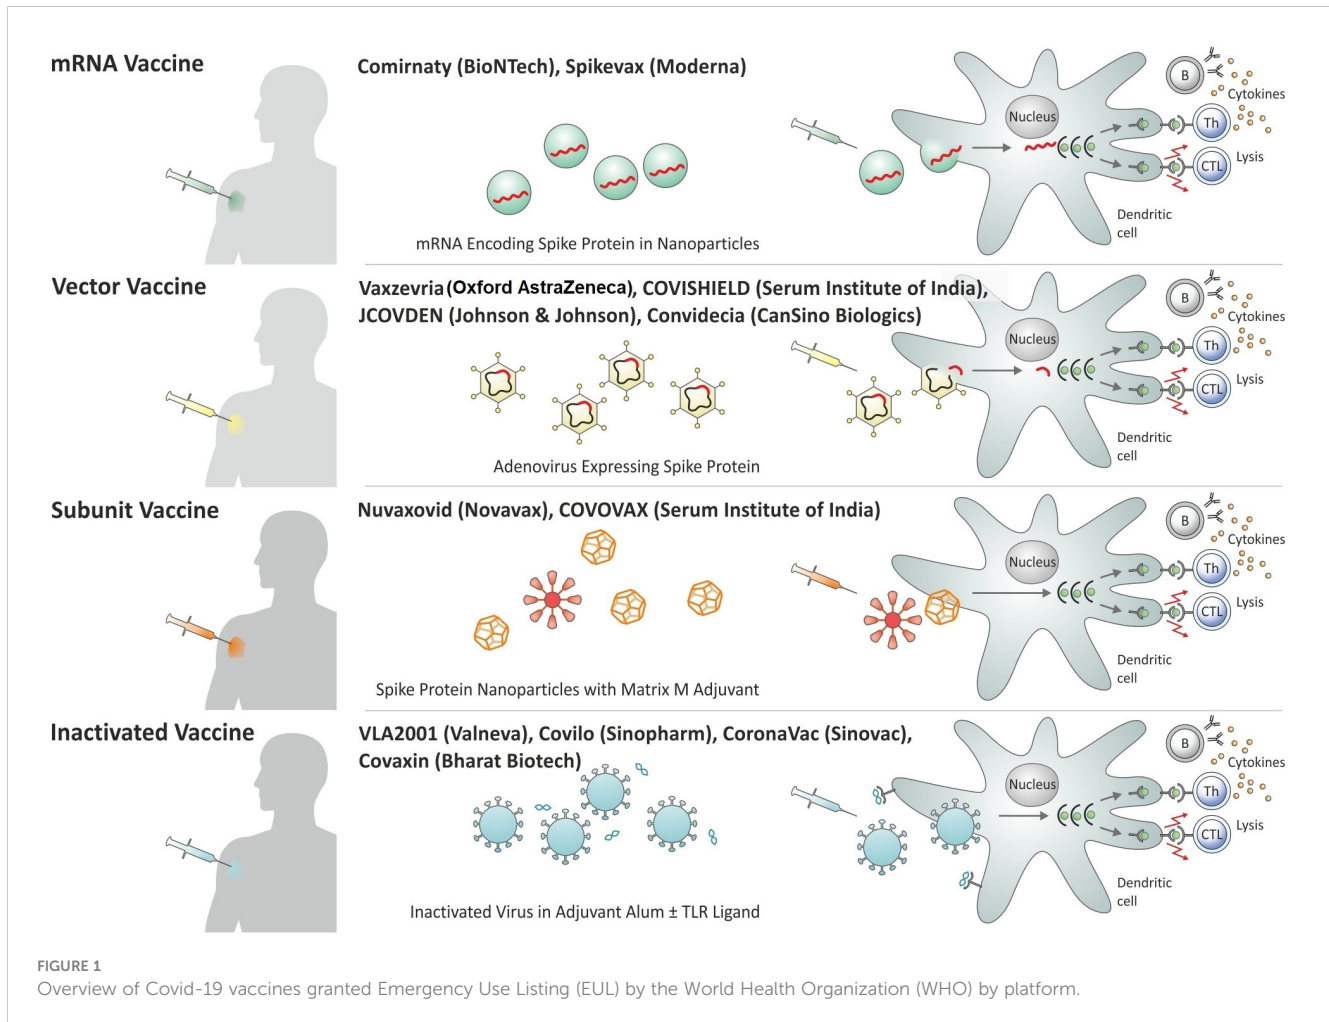 mRNA Vaccine
Comirnaty (BioNTech), Spikevax (Moderna)
mRNA Encoding Spike Protein in Nanoparticles
Nucleus
Dendritic
cell
B
Cytokines
Th
Lysis
CTL
Vector Vaccine
Vaxzevria (Oxford AstraZeneca), COVISHIELD (Serum Institute of India),
JCOVDEN (Johnson & Johnson), Convidecia (CanSino Biologics)
Adenovirus Expressing Spike Protein
Nucleus
Dendritic
cell
B
Cytokines
Th
Lysis
CTL
Subunit Vaccine
Nuvaxovid (Novavax), COVOVAX (Serum Institute of India)
Spike Protein Nanoparticles with Matrix M Adjuvant
Nucleus
Dendritic
cell
B
Cytokines
Th
Lysis
CTL
Inactivated Vaccine
VLA2001 (Valneva), Covilo (Sinopharm), CoronaVac (Sinovac),
Covaxin (Bharat Biotech)
Inactivated Virus in Adjuvant Alum ± TLR Ligand
Nucleus
Dendritic
cell
B
Cytokines
Th
Lysis
CTL
FIGURE 1
Overview of Covid-19 vaccines granted Emergency Use Listing (EUL) by the World Health Organization (WHO) by platform.